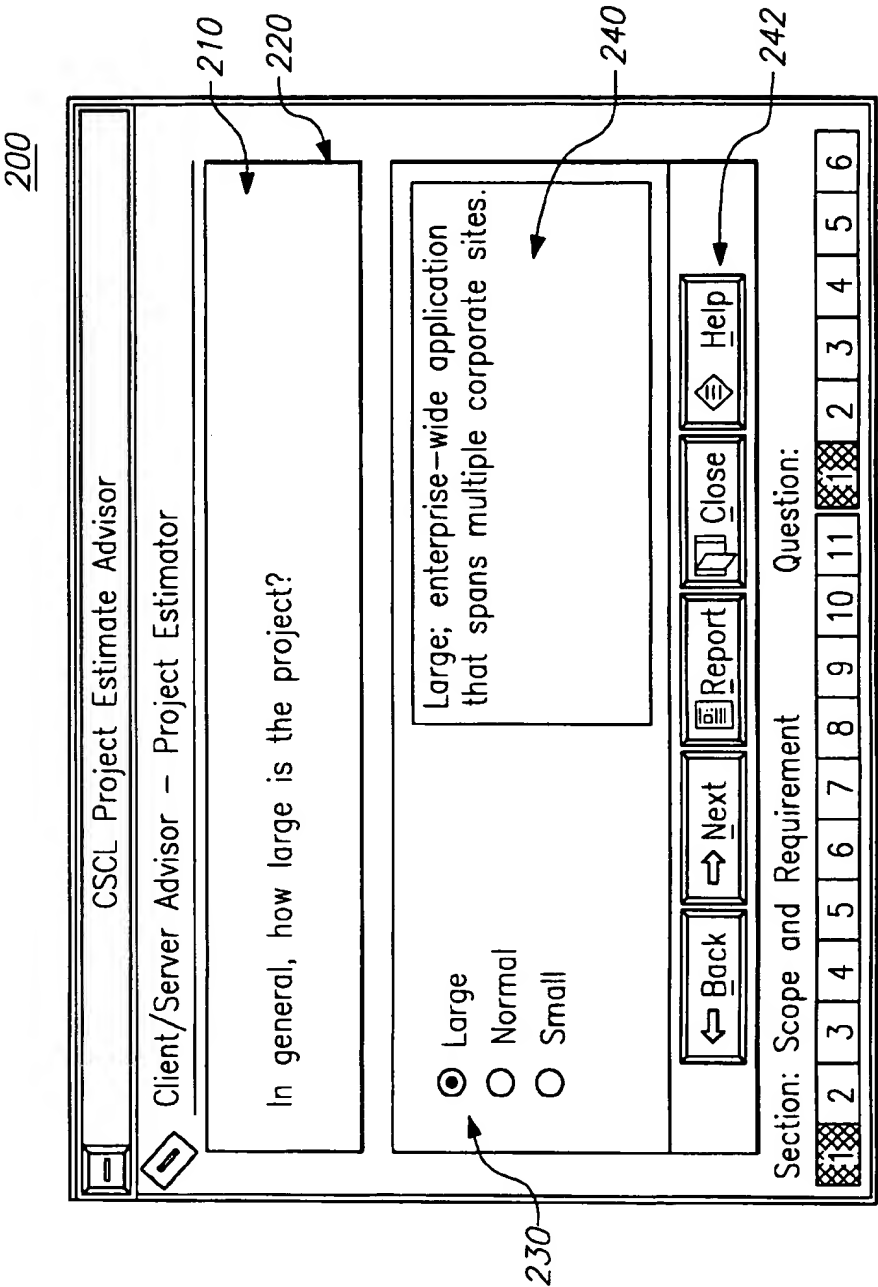 200
CSCL Project Estimate Advisor
Client/Server Advisor – Project Estimator
210
220
In general, how large is the project?
230
Large
Normal
Small
Large; enterprise–wide application
that spans multiple corporate sites.
240
Back Next Report Close Help
242
Section: Scope and Requirement Question:
1 2 3 4 5 6 7 8 9 10 11 1 2 3 4 5 6